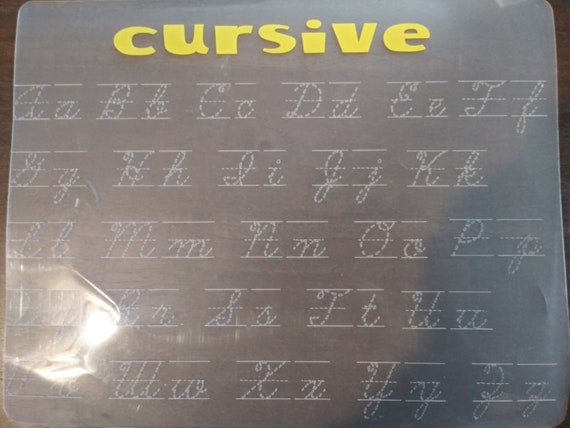 cursive
Aa Bb Cc Dd Ee Ff
Gg Hh Ii Jj Kk
Ll Mm Nn Oo Pp
Rr Ss Tt Uu
Ww Xx Yy Zz